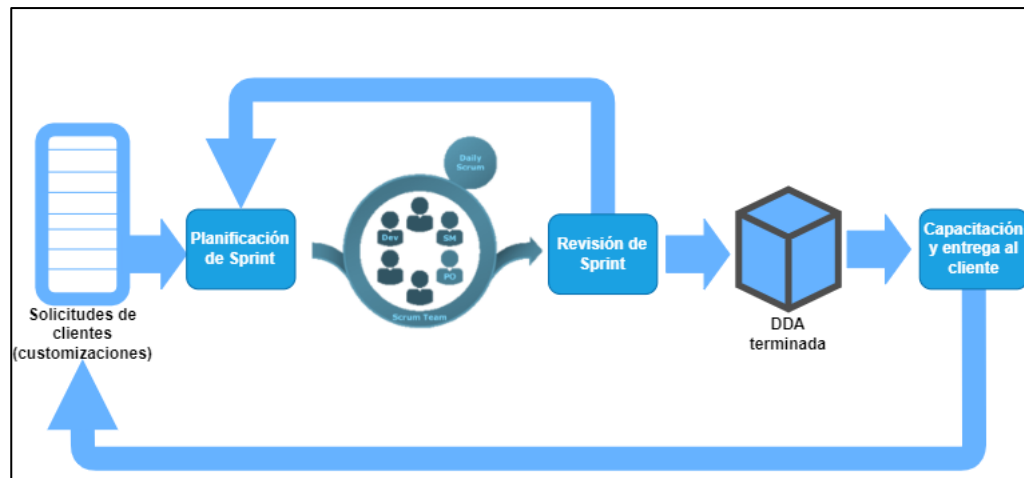 Solicitudes de
clientes
(customizaciones)
Planificación
de Sprint
Daily
Scrum
Dev
SM
PO
Scrum Team
Revisión de
Sprint
DDA
terminada
Capacitación
y entrega al
cliente